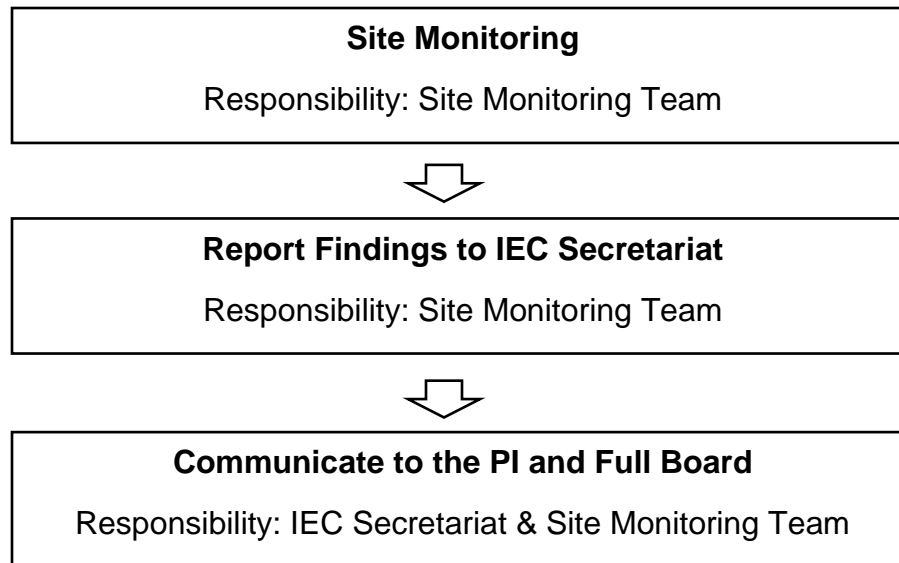 Site Monitoring
Responsibility: Site Monitoring Team
Report Findings to IEC Secretariat
Responsibility: Site Monitoring Team
Communicate to the PI and Full Board
Responsibility: IEC Secretariat & Site Monitoring Team